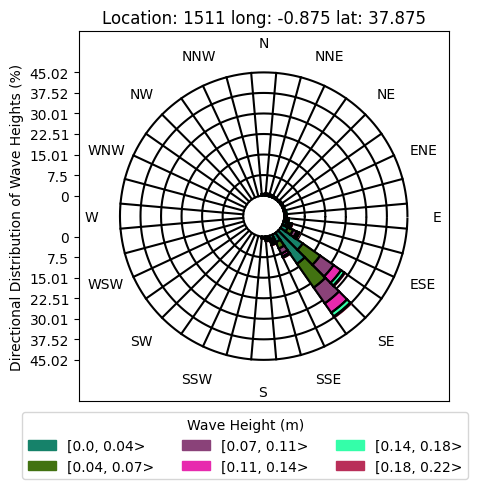 Location: 1511 long: -0.875 lat: 37.875
N
NNW NNE
NW NE
WNW ENE
W E
WSW ESE
SW SE
SSW SSE
S
45.02
37.52
30.01
22.51
15.01
7.5
0
0
7.5
15.01
22.51
30.01
37.52
45.02
Directional Distribution of Wave Heights (%)
Wave Height (m)
[0.0, 0.04> [0.07, 0.11> [0.14, 0.18>
[0.04, 0.07> [0.11, 0.14> [0.18, 0.22>